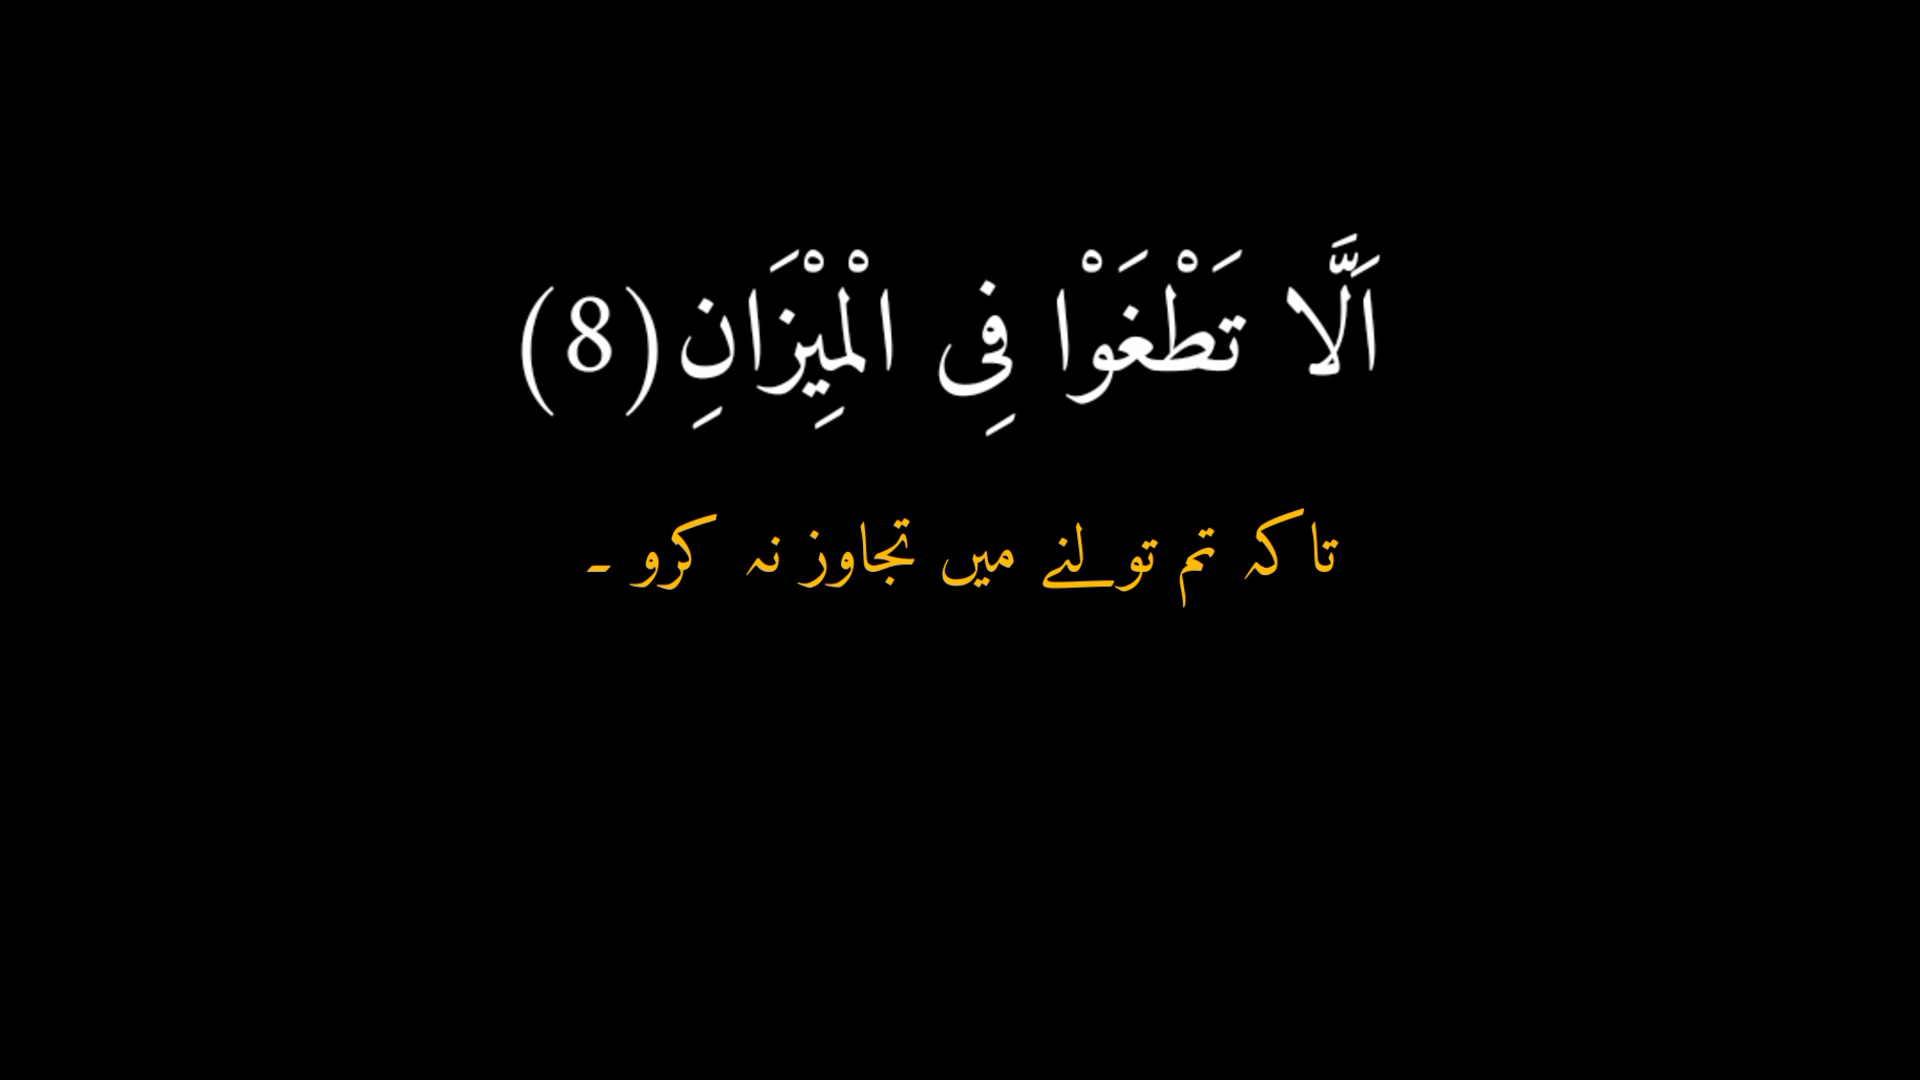 اَلَّا تَطْغَوْا فِی الْمِیْزَانِ(8)
تاکہ تم تولنے میں تجاوز نہ کرو ۔